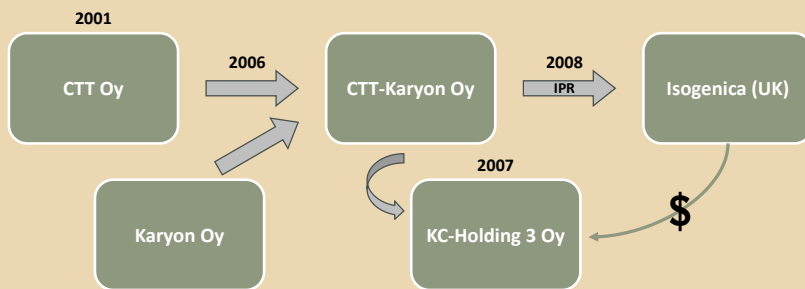 2001
CTT Oy
2006
CTT-Karyon Oy
2008
IPR
Isogenica (UK)
Karyon Oy
2007
KC-Holding 3 Oy
$